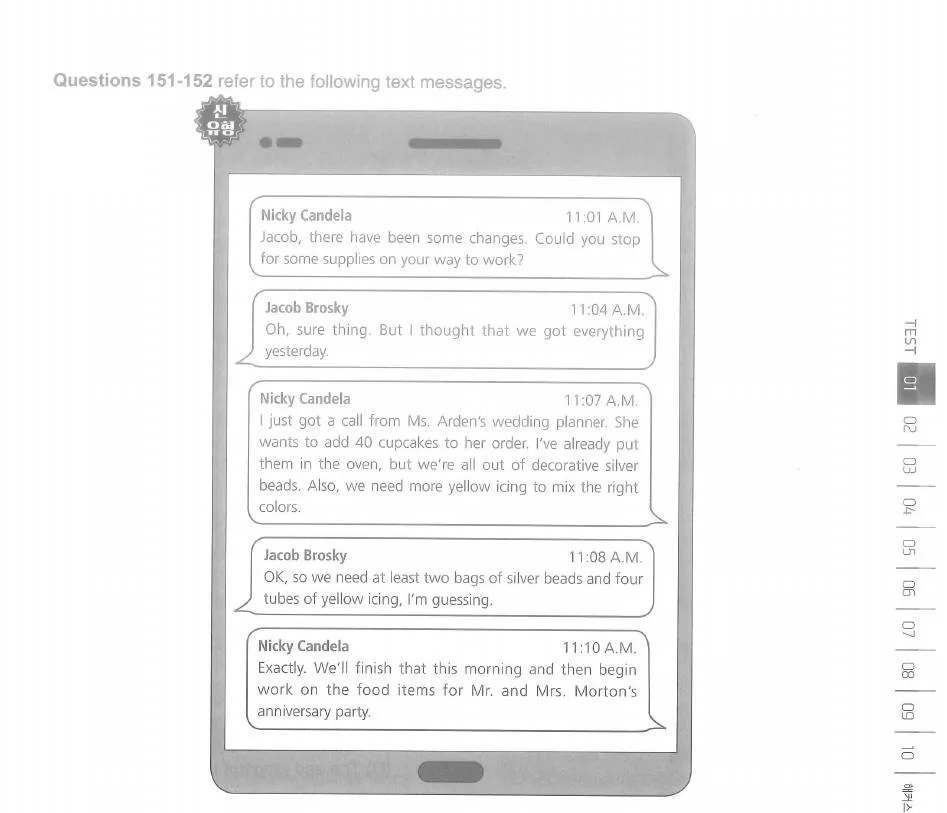 Questions 151-152 refer to the following text messages.
신
유형
Nicky Candela 11:01 A.M.
Jacob, there have been some changes. Could you stop
for some supplies on your way to work?
Jacob Brosky 11:04 A.M.
Oh, sure thing. But I thought that we got everything
yesterday.
Nicky Candela 11:07 A.M.
I just got a call from Ms. Arden's wedding planner. She
wants to add 40 cupcakes to her order. I've already put
them in the oven, but we're all out of decorative silver
beads. Also, we need more yellow icing to mix the right
colors.
Jacob Brosky 11:08 A.M.
OK, so we need at least two bags of silver beads and four
tubes of yellow icing, I'm guessing.
Nicky Candela 11:10 A.M.
Exactly. We'll finish that this morning and then begin
work on the food items for Mr. and Mrs. Morton's
anniversary party.
TEST
01
02
03
04
05
06
07
08
09
10
해커스